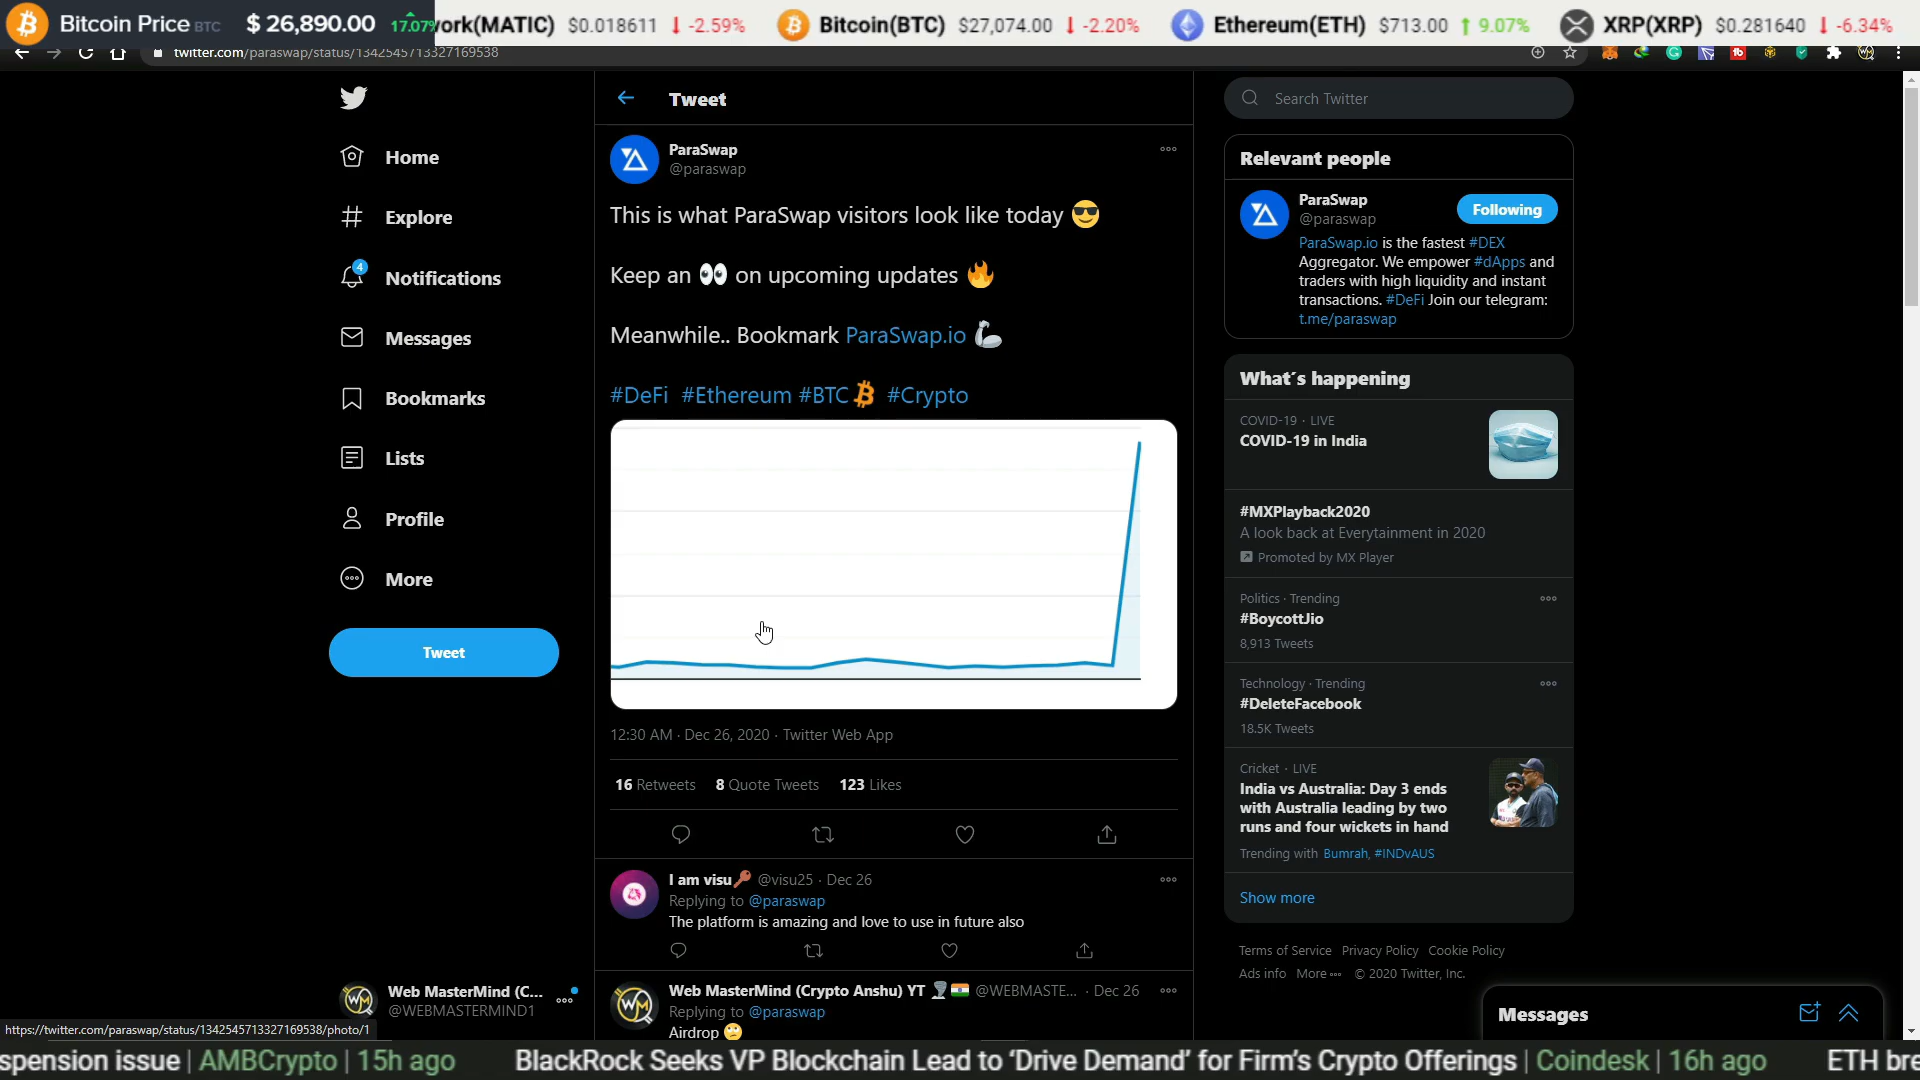 Bitcoin Price BTC $ 26,890.00 17.07%
ork(MATIC) $0.018611 -2.59% Bitcoin(BTC) $27,074.00 -2.20% Ethereum(ETH) $713.00 9.07% XRP(XRP) $0.281640 -6.34%
twitter.com/paraswap/status/1342545713327169538
Home
Explore
4
Notifications
Messages
Bookmarks
Lists
Profile
More
Tweet
Web MasterMind (C...
@WEBMASTERMIND1
https://twitter.com/paraswap/status/1342545713327169538/photo/1
Tweet
ParaSwap
@paraswap
This is what ParaSwap visitors look like today 😎
Keep an 👀 on upcoming updates 🔥
Meanwhile.. Bookmark ParaSwap.io 🦾
#DeFi #Ethereum #BTC #Crypto
12:30 AM · Dec 26, 2020 · Twitter Web App
16 Retweets 8 Quote Tweets 123 Likes
I am visu @visu25 · Dec 26
Replying to @paraswap
The platform is amazing and love to use in future also
Web MasterMind (Crypto Anshu) YT @WEBMASTE... · Dec 26
Replying to @paraswap
Airdrop 🙄
Search Twitter
Relevant people
ParaSwap
@paraswap
Following
ParaSwap.io is the fastest #DEX
Aggregator. We empower #dApps and
traders with high liquidity and instant
transactions. #DeFi Join our telegram:
t.me/paraswap
What's happening
COVID-19 · LIVE
COVID-19 in India
#MXPlayback2020
A look back at Everytainment in 2020
Promoted by MX Player
Politics · Trending
#BoycottJio
8,913 Tweets
Technology · Trending
#DeleteFacebook
18.5K Tweets
Cricket · LIVE
India vs Australia: Day 3 ends
with Australia leading by two
runs and four wickets in hand
Trending with Bumrah, #INDvAUS
Show more
Terms of Service Privacy Policy Cookie Policy
Ads info More © 2020 Twitter, Inc.
Messages
spension issue | AMBCrypto | 15h ago BlackRock Seeks VP Blockchain Lead to 'Drive Demand' for Firm's Crypto Offerings | Coindesk | 16h ago ETH bre